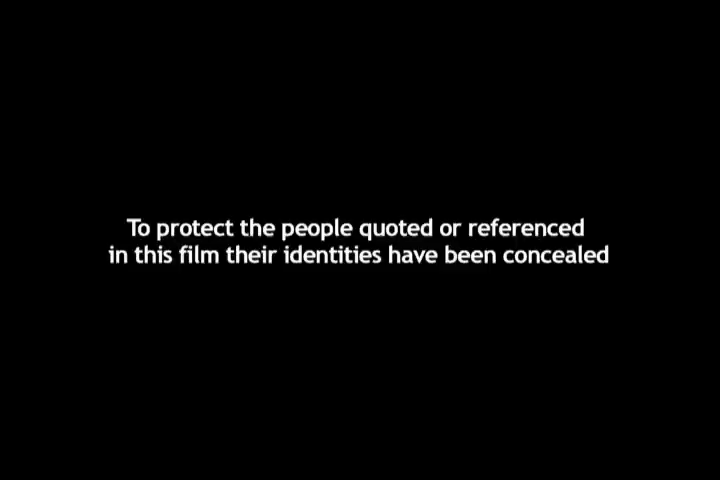 To protect the people quoted or referenced
in this film their identities have been concealed